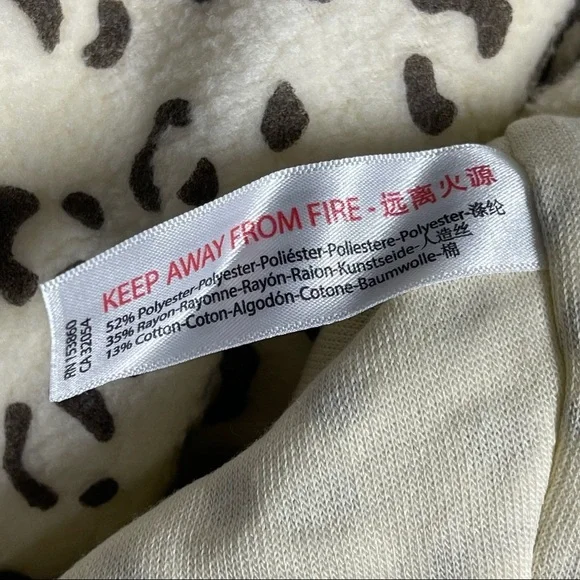 KEEP AWAY FROM FIRE - 远离火源
52% Polyester-Polyester-Poliéster-Poliestere-Polyester-涤纶
35% Rayon-Rayonne-Rayón-Raion-Kunstseide-人造丝
13% Cotton-Coton-Algodón-Cotone-Baumwolle-棉
RN 153860
CA 32054